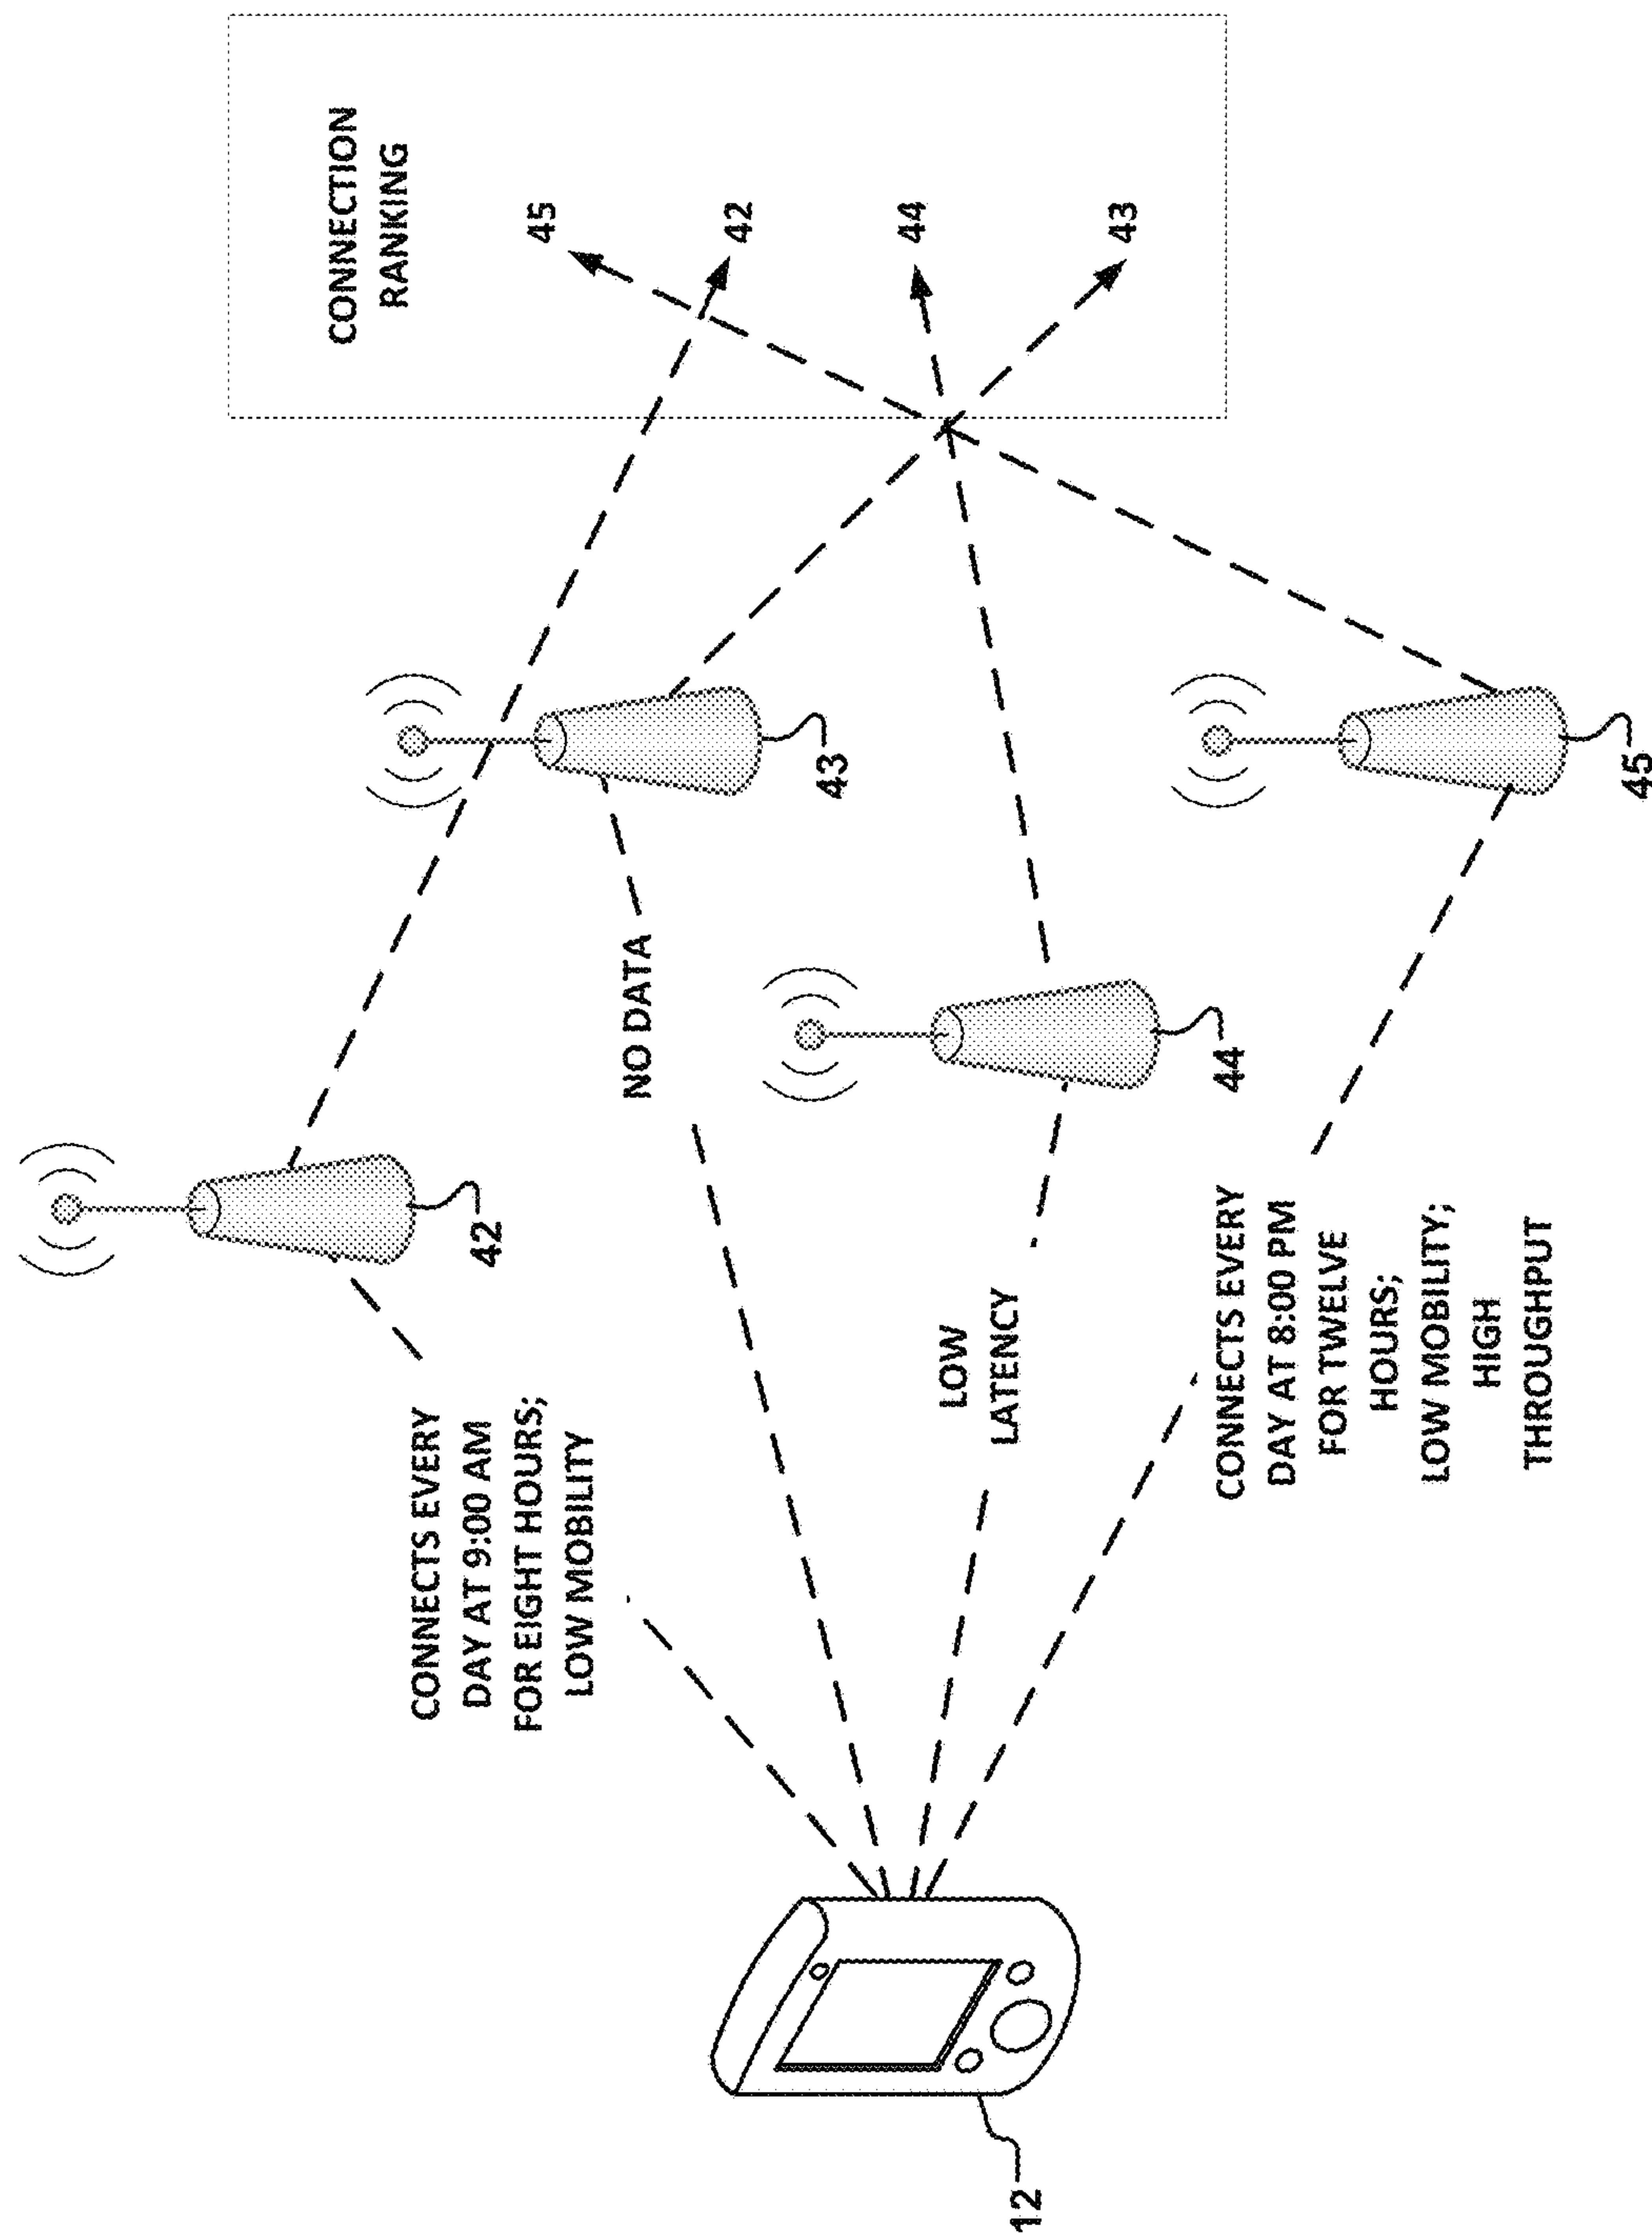 CONNECTION
RANKING
45
42
44
43
42
43
NO DATA
44
45
CONNECTS EVERY
DAY AT 9:00 AM
FOR EIGHT HOURS;
LOW MOBILITY
LOW
LATENCY
CONNECTS EVERY
DAY AT 8:00 PM
FOR TWELVE
HOURS;
LOW MOBILITY;
HIGH
THROUGHPUT
12